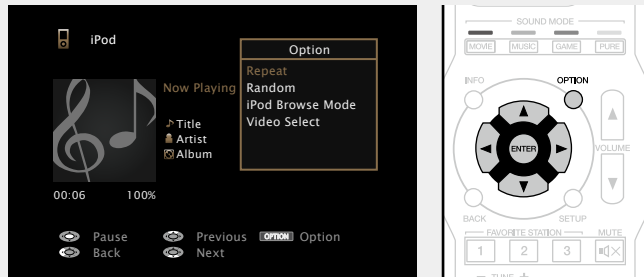 iPod
Option
Repeat
Random
iPod Browse Mode
Video Select
Now Playing
Title
Artist
Album
00:06 100%
Pause Previous OPTION Option
Back Next
SOUND MODE
MOVIE MUSIC GAME PURE
INFO OPTION
ENTER
VOLUME
BACK SETUP
FAVORITE STATION MUTE
1 2 3
TUNE +